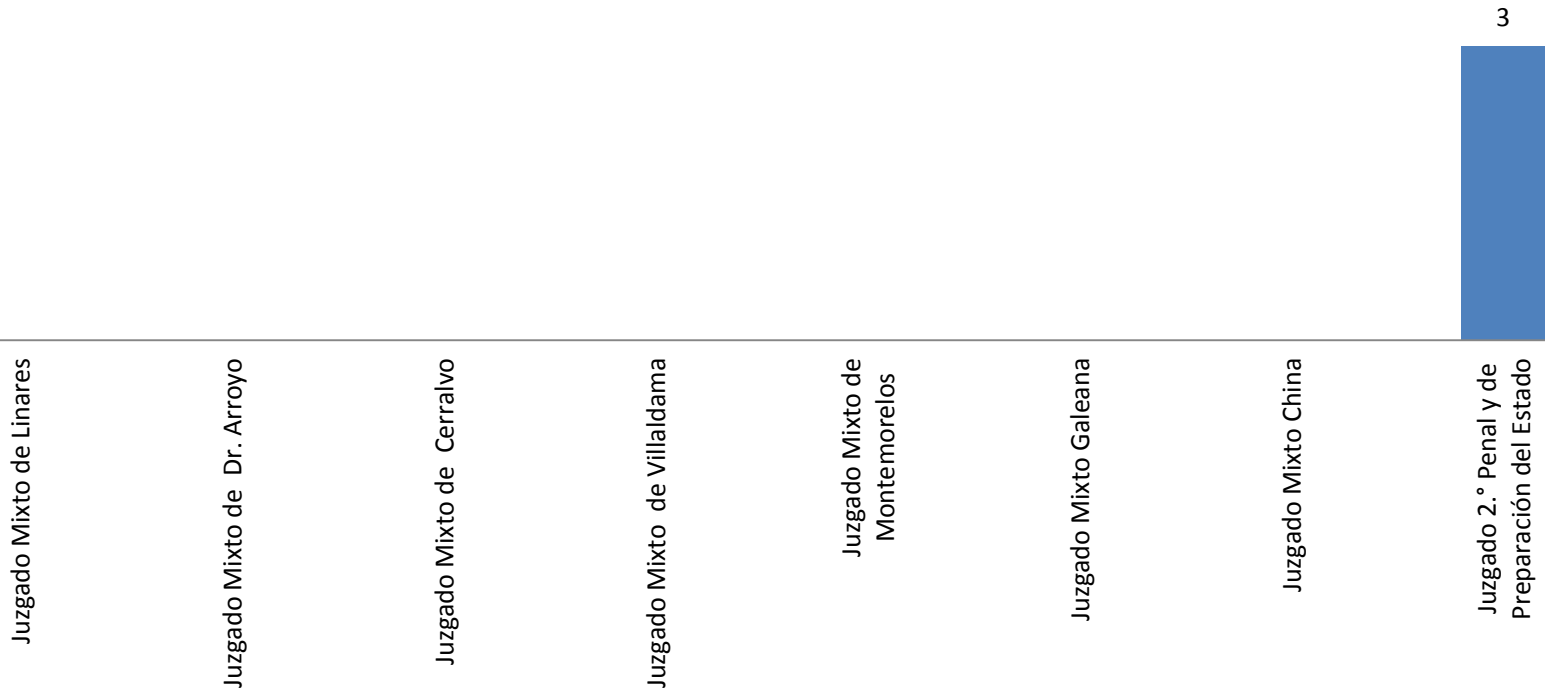 3
Juzgado Mixto de Linares
Juzgado Mixto de Dr. Arroyo
Juzgado Mixto de Cerralvo
Juzgado Mixto de Villaldama
Juzgado Mixto de
Montemorelos
Juzgado Mixto Galeana
Juzgado Mixto China
Juzgado 2.° Penal y de
Preparación del Estado